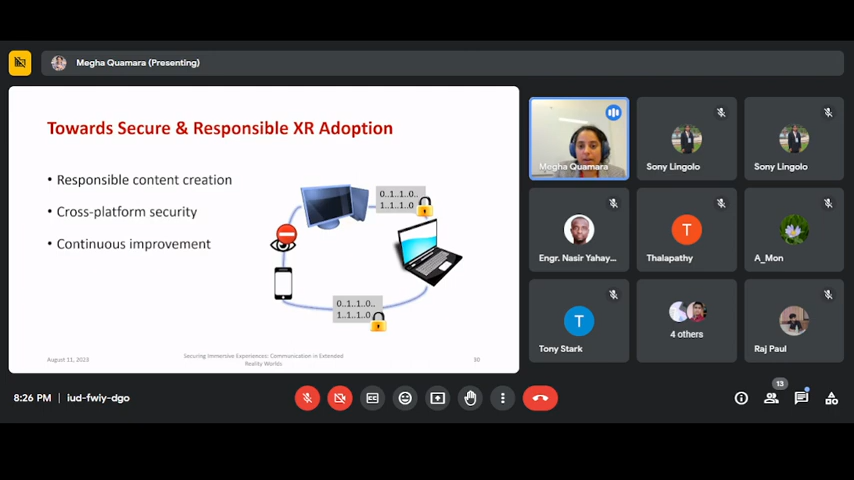 Megha Quamara (Presenting)
Towards Secure & Responsible XR Adoption
• Responsible content creation
• Cross-platform security
• Continuous improvement
0..1..1..0..
1..1..1..0
0..1..1..0..
1..1..1..0
August 11, 2023
Securing Immersive Experiences: Communication in Extended
Reality Worlds
30
Megha Quamara
Sony Lingolo
Sony Lingolo
Engr. Nasir Yahay...
T
Thalapathy
A_Mon
T
Tony Stark
4 others
Raj Paul
8:26 PM | iud-fwiy-dgo
CC
13